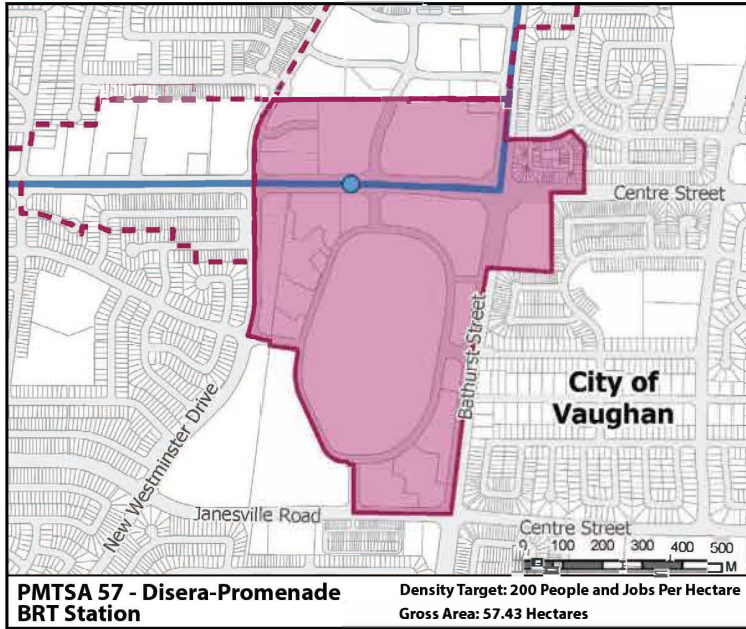 Centre Street
Bathurst Street
City of
Vaughan
New Westminster Drive
Janesville Road
Centre Street
0 100 200 300 400 500
M
PMTSA 57 - Disera-Promenade
BRT Station
Density Target: 200 People and Jobs Per Hectare
Gross Area: 57.43 Hectares